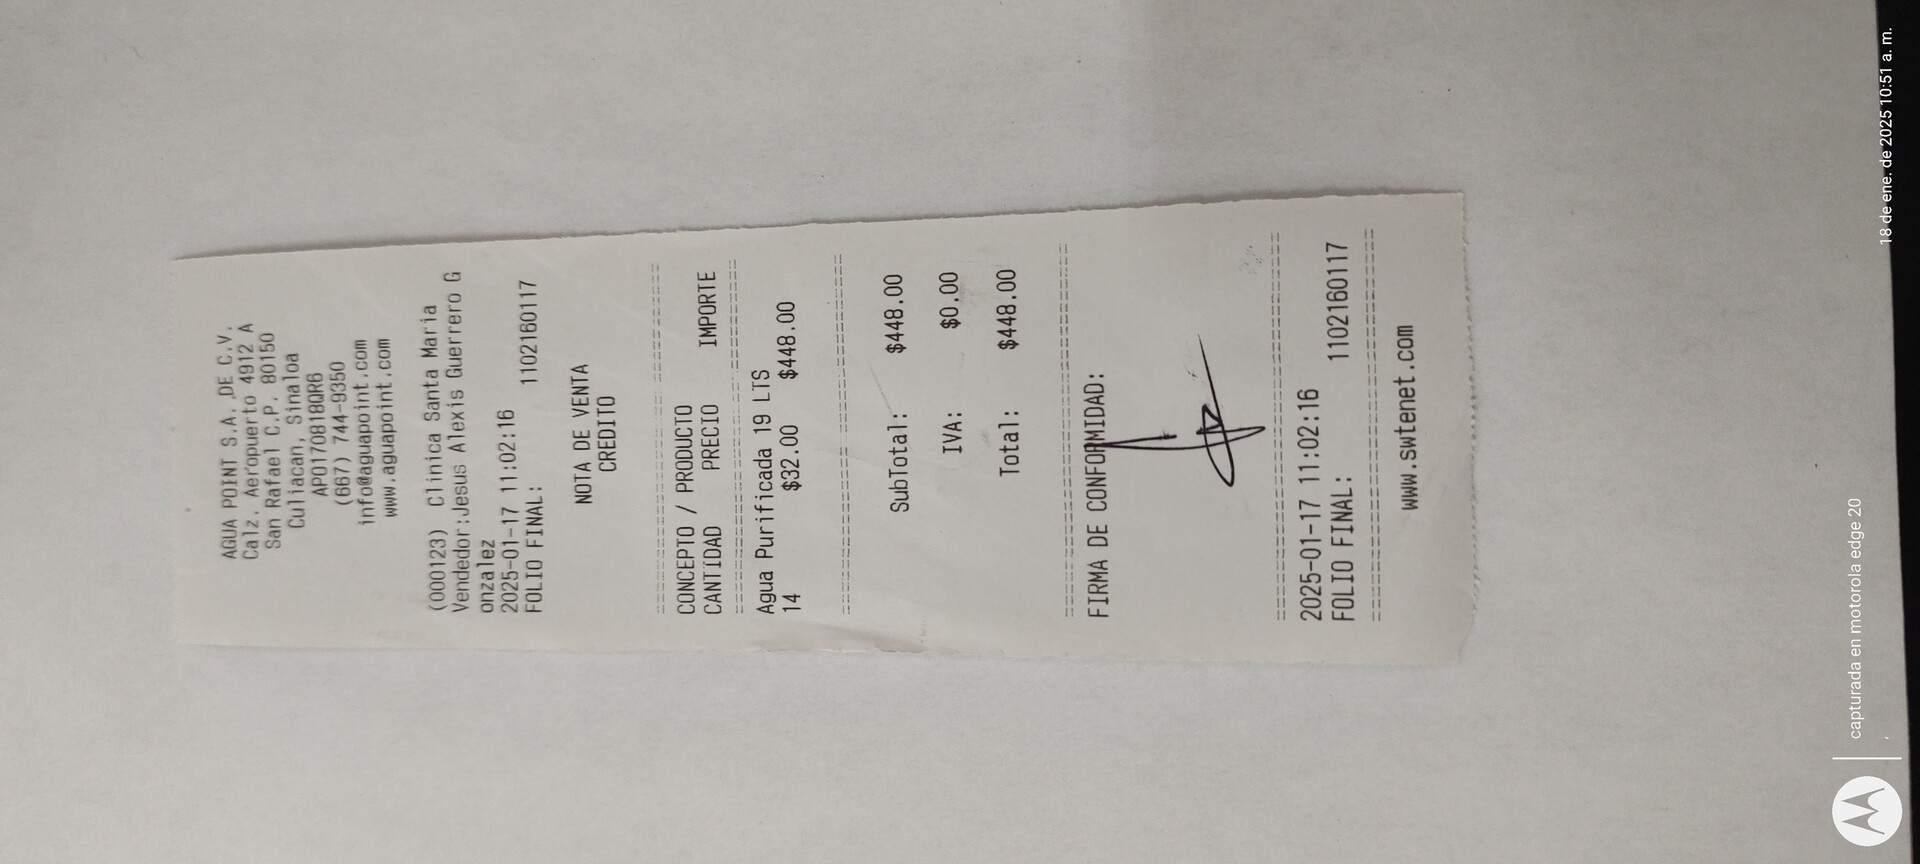 AGUA POINT S.A. DE C.V.
Calz. Aeropuerto 4912 A
San Rafael C.P. 80150
Culiacan, Sinaloa
APO170818QR6
(667) 744-9350
info@aguapoint.com
www.aguapoint.com
(000123) Clinica Santa Maria
Vendedor:Jesus Alexis Guerrero G
onzalez
2025-01-17 11:02:16
FOLIO FINAL: 1102160117
NOTA DE VENTA
CREDITO
================================
CONCEPTO / PRODUCTO
CANTIDAD PRECIO IMPORTE
================================
Agua Purificada 19 LTS
14 $32.00 $448.00
================================
SubTotal: $448.00
IVA: $0.00
Total: $448.00
================================
FIRMA DE CONFORMIDAD:
================================
2025-01-17 11:02:16
FOLIO FINAL: 1102160117
================================
www.swtenet.com
capturada en motorola edge 20
18 de ene. de 2025 10:51 a. m.